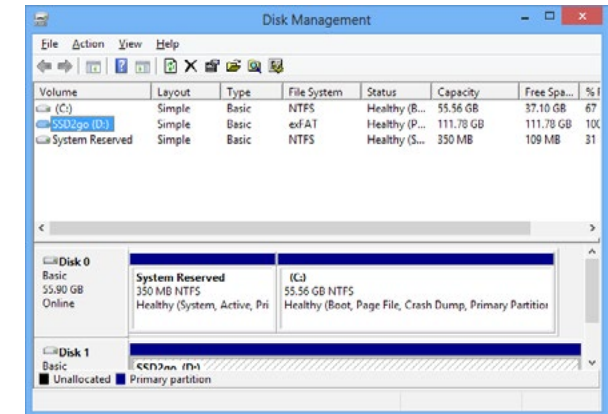 Disk Management
File Action View Help
Volume Layout Type File System Status Capacity Free Spa... % F
(C:) Simple Basic NTFS Healthy (B... 55.56 GB 37.10 GB 67
SSD2go (D:) Simple Basic exFAT Healthy (P... 111.78 GB 111.78 GB 100
System Reserved Simple Basic NTFS Healthy (S... 350 MB 109 MB 31
Disk 0
Basic
55.90 GB
Online
System Reserved
350 MB NTFS
Healthy (System, Active, Pri
(C:)
55.56 GB NTFS
Healthy (Boot, Page File, Crash Dump, Primary Partition
Disk 1
Basic
SSD2go (D:)
Unallocated Primary partition